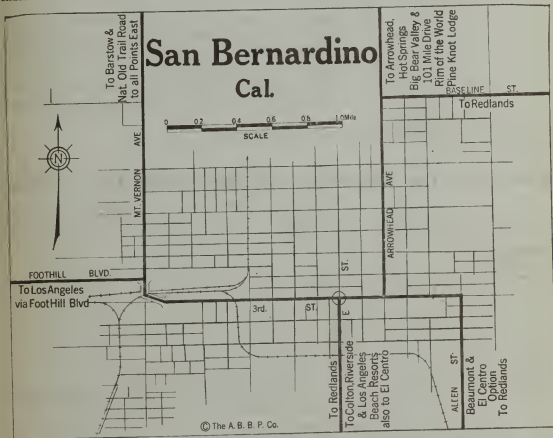 San Bernardino
Cal.
0 0.2 0.4 0.6 0.8 1.0 Mile
SCALE
N
To Barstow &
Nat. Old Trail Road
to all Points East
To Arrowhead,
Hot Springs
Big Bear Valley &
101 Mile Drive
Rim of the World
Pine Knot Lodge
BASELINE ST.
To Redlands
MT. VERNON AVE
ARROWHEAD AVE
FOOTHILL BLVD.
To Los Angeles
via Foot Hill Blvd
3rd. ST.
E ST.
To Redlands
To Colton, Riverside
& Los Angeles
Beach Resorts
also to El Centro
ALLEN ST.
Beaumont &
El Centro
Option
To Redlands
© The A. B. B. P. Co.